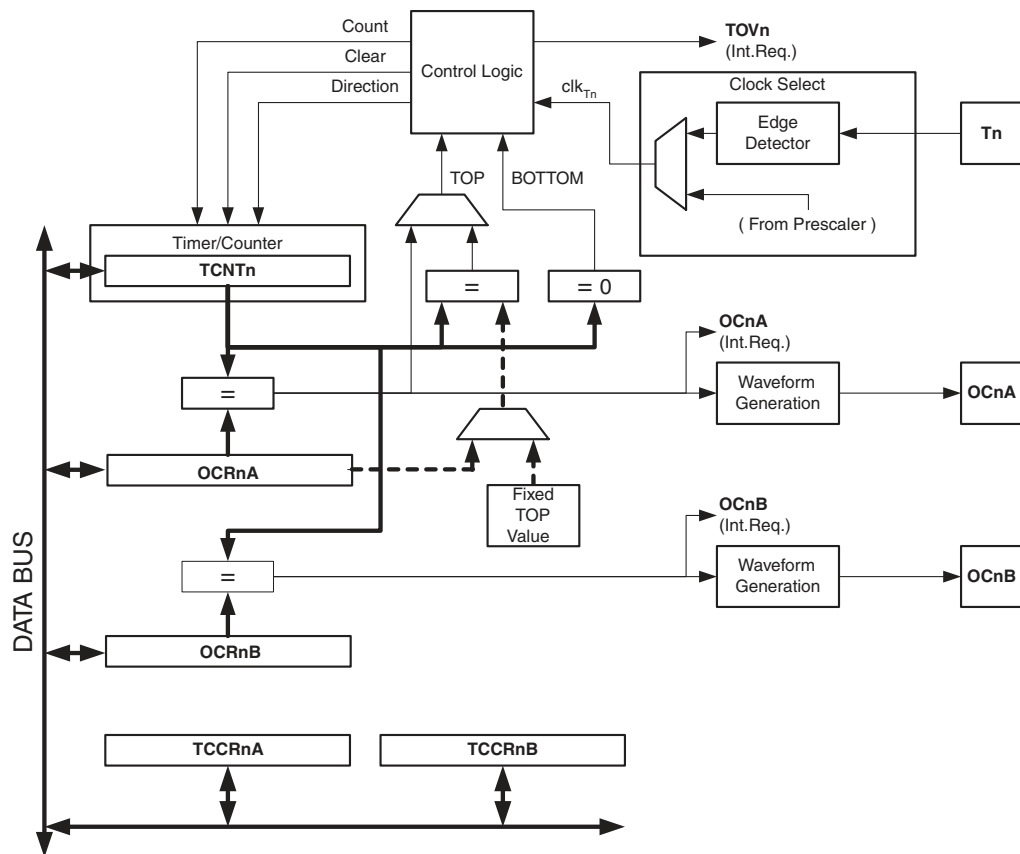 Count
Clear
Direction
Control Logic
TOVn
(Int.Req.)
clkTn
Clock Select
Edge
Detector
Tn
( From Prescaler )
TOP
BOTTOM
Timer/Counter
TCNTn
=
= 0
OCnA
(Int.Req.)
=
Waveform
Generation
OCnA
OCRnA
Fixed
TOP
Value
OCnB
(Int.Req.)
=
Waveform
Generation
OCnB
OCRnB
DATA BUS
TCCRnA
TCCRnB